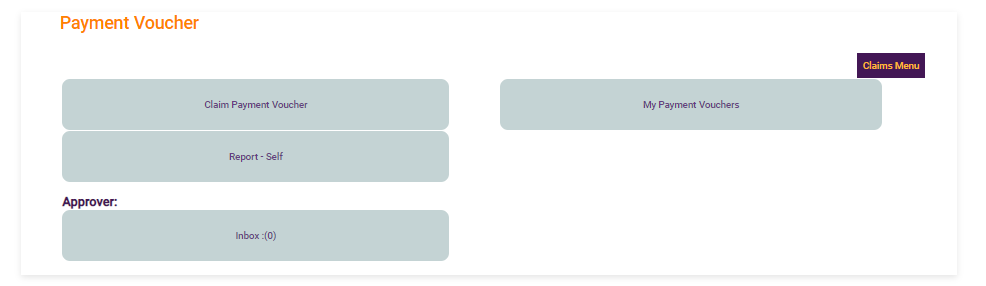 Payment Voucher
Claims Menu
Claim Payment Voucher
My Payment Vouchers
Report - Self
Approver:
Inbox :(0)